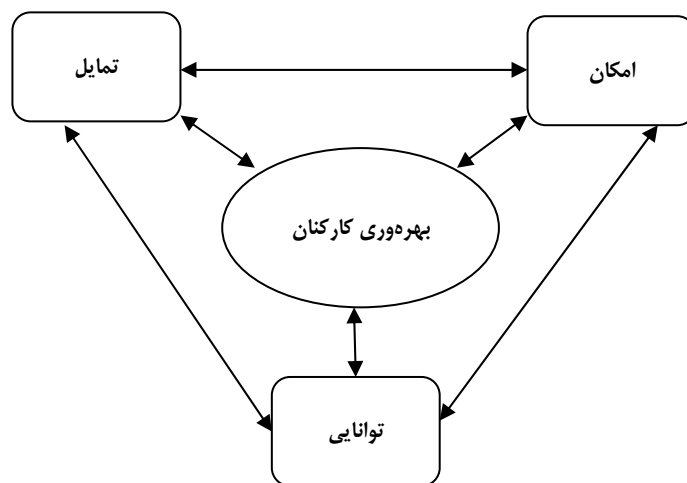 امکان
تمایل
بهره‌وری کارکنان
توانایی